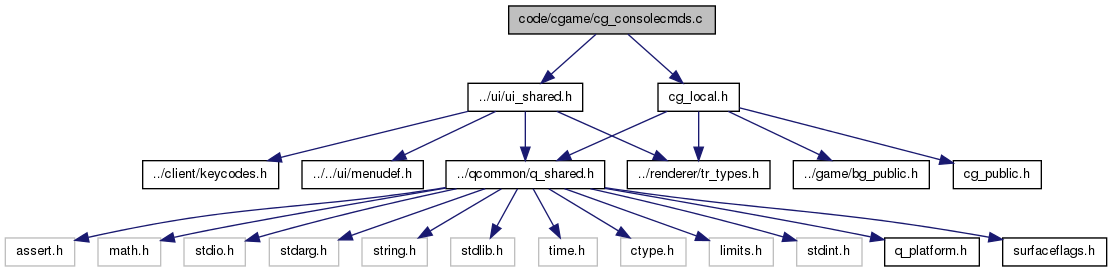 code/cgame/cg_consolecmds.c
../ui/ui_shared.h
cg_local.h
../client/keycodes.h
../../ui/menudef.h
../qcommon/q_shared.h
../renderer/tr_types.h
../game/bg_public.h
cg_public.h
assert.h
math.h
stdio.h
stdarg.h
string.h
stdlib.h
time.h
ctype.h
limits.h
stdint.h
q_platform.h
surfaceflags.h